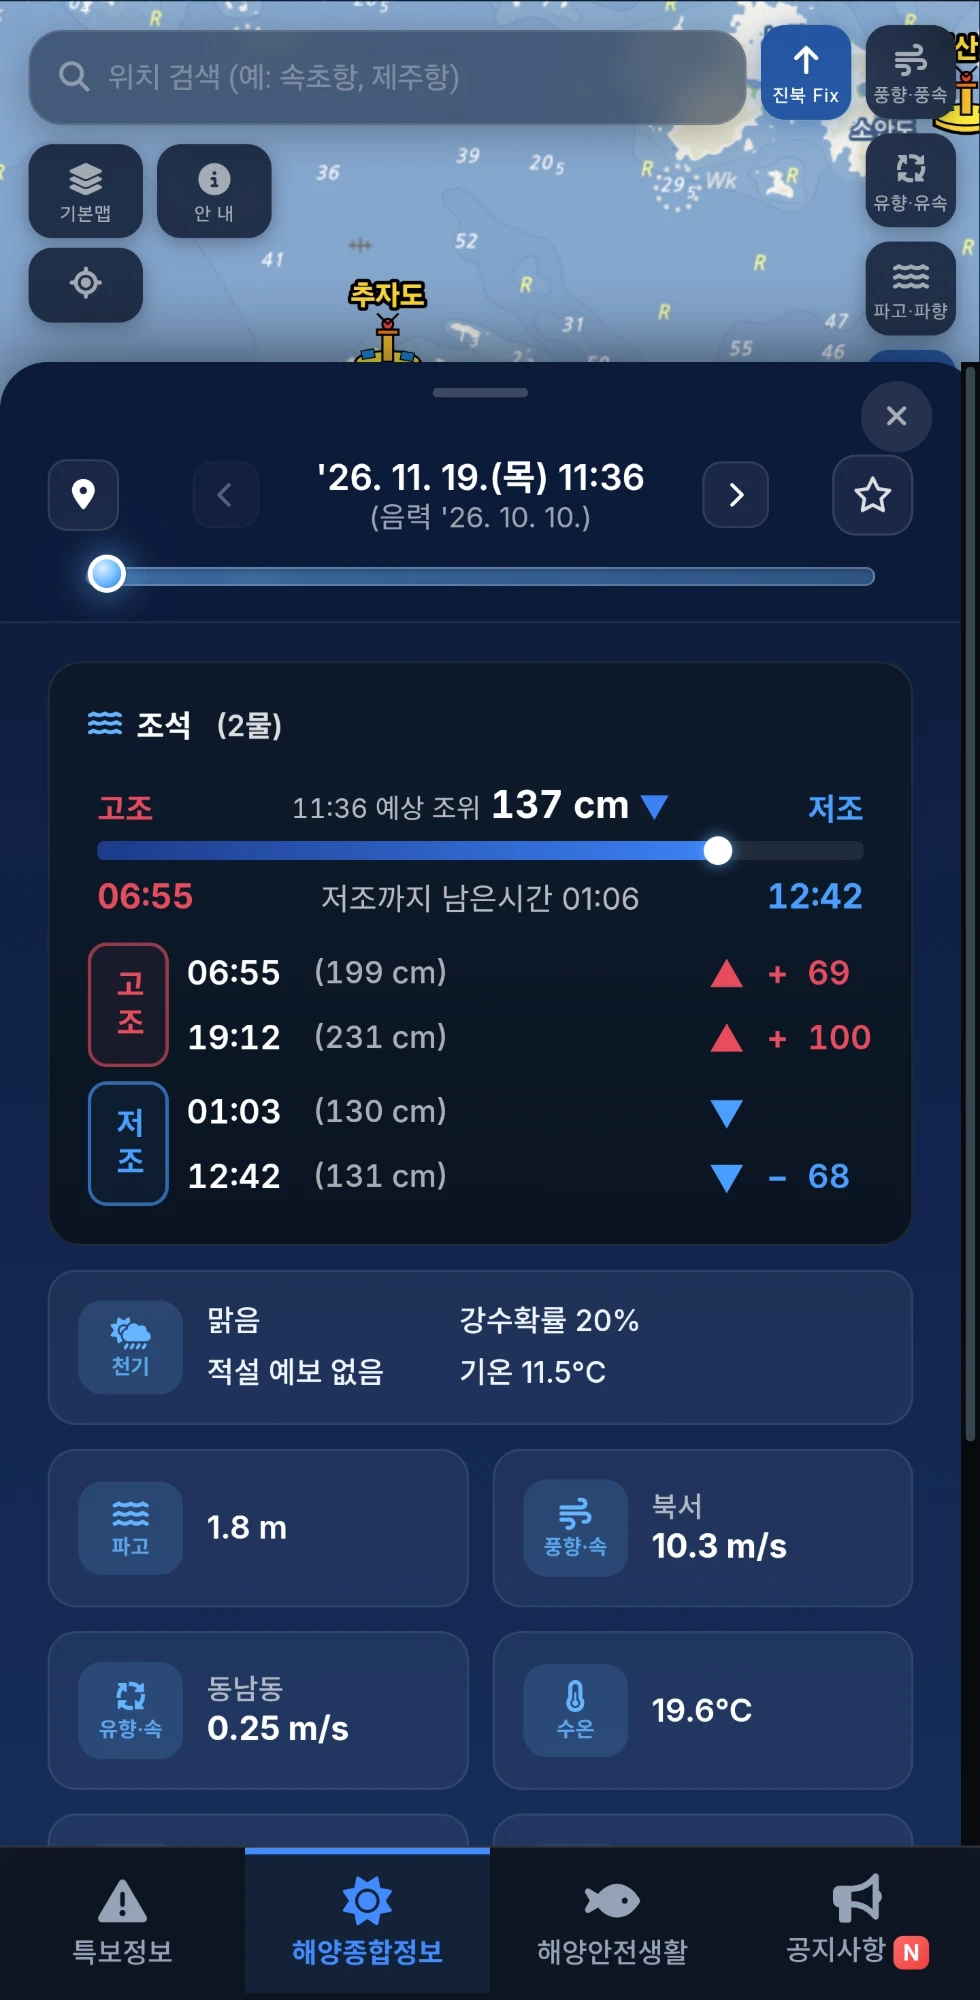 위치 검색 (예: 속초항, 제주항)
진북 Fix
풍향·풍속
산
R
R
R
소안도
기본맵
안 내
36
39
20 5
R
29 5
Wk
R
유향·유속
41
52
R
R
R
파고·파향
추자도
31
R
47
55
46
'26. 11. 19.(목) 11:36
(음력 '26. 10. 10.)
조석 (2물)
고조
11:36 예상 조위 137 cm ▼
저조
06:55
저조까지 남은시간 01:06
12:42
고조
06:55 (199 cm) ▲ + 69
19:12 (231 cm) ▲ + 100
저조
01:03 (130 cm) ▼
12:42 (131 cm) ▼ – 68
천기
맑음
강수확률 20%
적설 예보 없음
기온 11.5°C
파고
1.8 m
풍향·속
북서
10.3 m/s
유향·속
동남동
0.25 m/s
수온
19.6°C
특보정보
해양종합정보
해양안전생활
공지사항 N